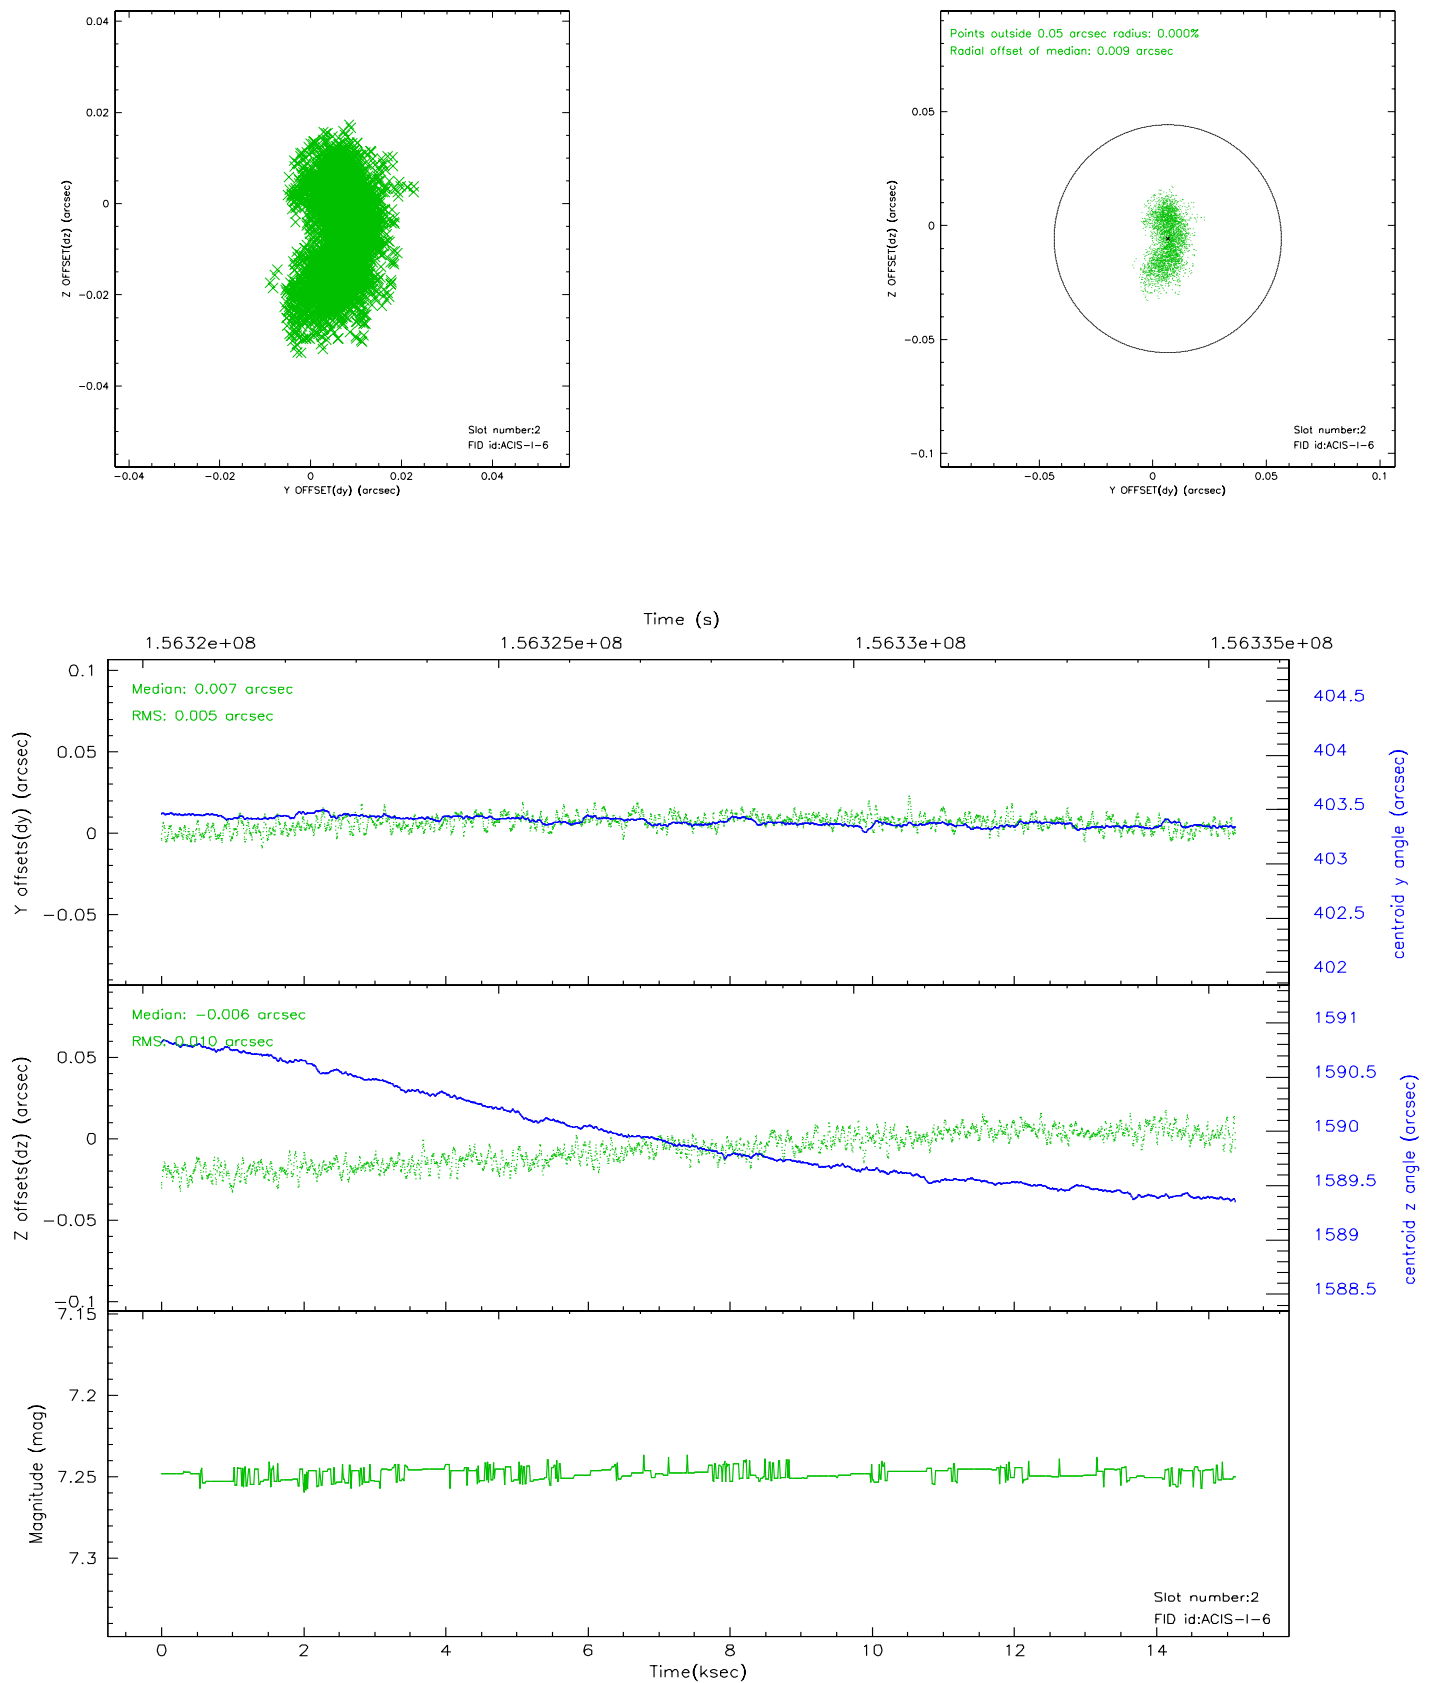 0.04
0.02
0
-0.02
-0.04
Z OFFSET(dz) (arcsec)
Slot number:2
FID id:ACIS-I-6
-0.04
-0.02
0
0.02
0.04
Y OFFSET(dy) (arcsec)
Points outside 0.05 arcsec radius: 0.000%
Radial offset of median: 0.009 arcsec
0.05
0
-0.05
-0.1
Z OFFSET(dz) (arcsec)
Slot number:2
FID id:ACIS-I-6
-0.05
0
0.05
0.1
Y OFFSET(dy) (arcsec)
Time (s)
1.5632e+08
1.56325e+08
1.5633e+08
1.56335e+08
Median: 0.007 arcsec
RMS: 0.005 arcsec
0.1
0.05
0
-0.05
Y offsets(dy) (arcsec)
404.5
404
403.5
403
402.5
402
centroid y angle (arcsec)
Median: -0.006 arcsec
RMS: 0.010 arcsec
0.05
0
-0.05
-0.1
Z offsets(dz) (arcsec)
1591
1590.5
1590
1589.5
1589
1588.5
centroid z angle (arcsec)
7.15
7.2
7.25
7.3
Magnitude (mag)
Slot number:2
FID id:ACIS-I-6
0
2
4
6
8
10
12
14
Time(ksec)